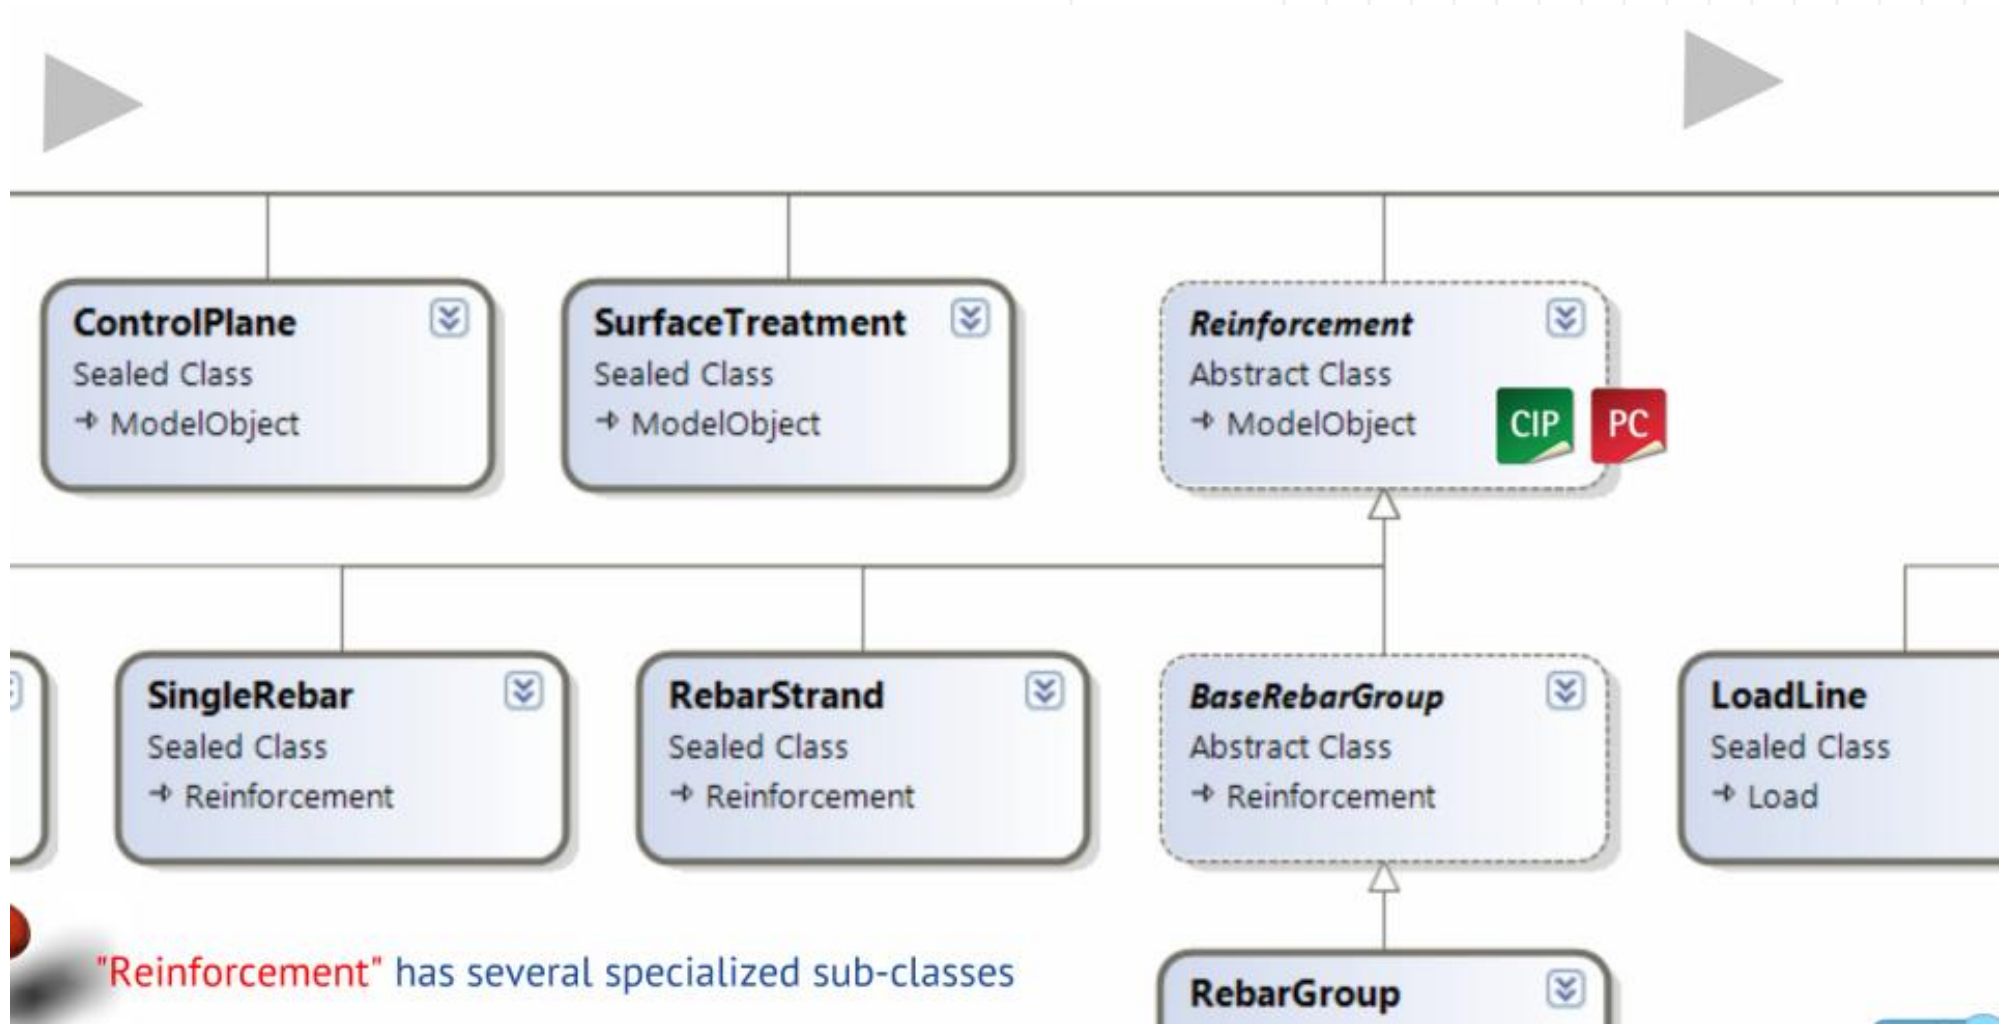 ControlPlane
Sealed Class
ModelObject
SurfaceTreatment
Sealed Class
ModelObject
Reinforcement
Abstract Class
ModelObject
CIP
PC
SingleRebar
Sealed Class
Reinforcement
RebarStrand
Sealed Class
Reinforcement
BaseRebarGroup
Abstract Class
Reinforcement
LoadLine
Sealed Class
Load
"Reinforcement" has several specialized sub-classes
RebarGroup